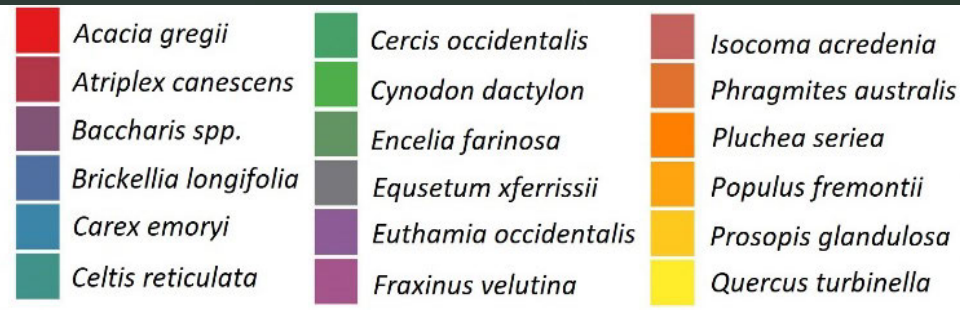 Acacia gregii
Atriplex canescens
Baccharis spp.
Brickellia longifolia
Carex emoryi
Celtis reticulata
Cercis occidentalis
Cynodon dactylon
Encelia farinosa
Equsetum xferrissii
Euthamia occidentalis
Fraxinus velutina
Isocoma acredenia
Phragmites australis
Pluchea seriea
Populus fremontii
Prosopis glandulosa
Quercus turbinella